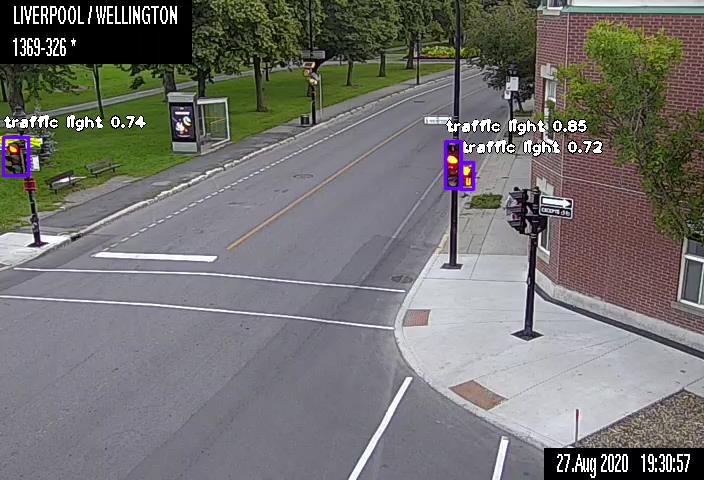 LIVERPOOL / WELLINGTON
1369-326 *
traffic light 0.74
traffic light 0.85
traffic light 0.72
EXCEPTE
27.Aug 2020 19:30:57